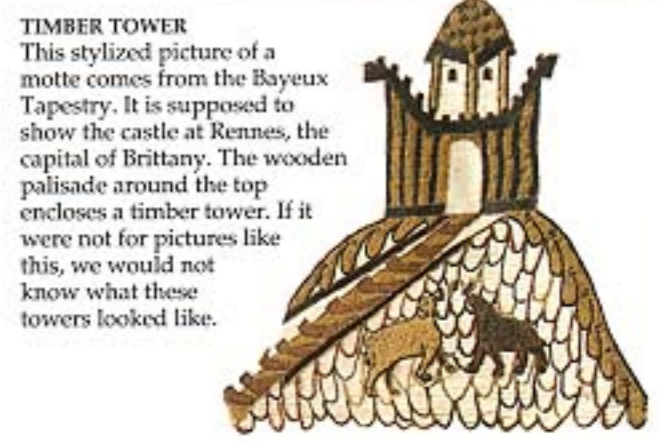 TIMBER TOWER
This stylized picture of a
motte comes from the Bayeux
Tapestry. It is supposed to
show the castle at Rennes, the
capital of Brittany. The wooden
palisade around the top
encloses a timber tower. If it
were not for pictures like
this, we would not
know what these
towers looked like.